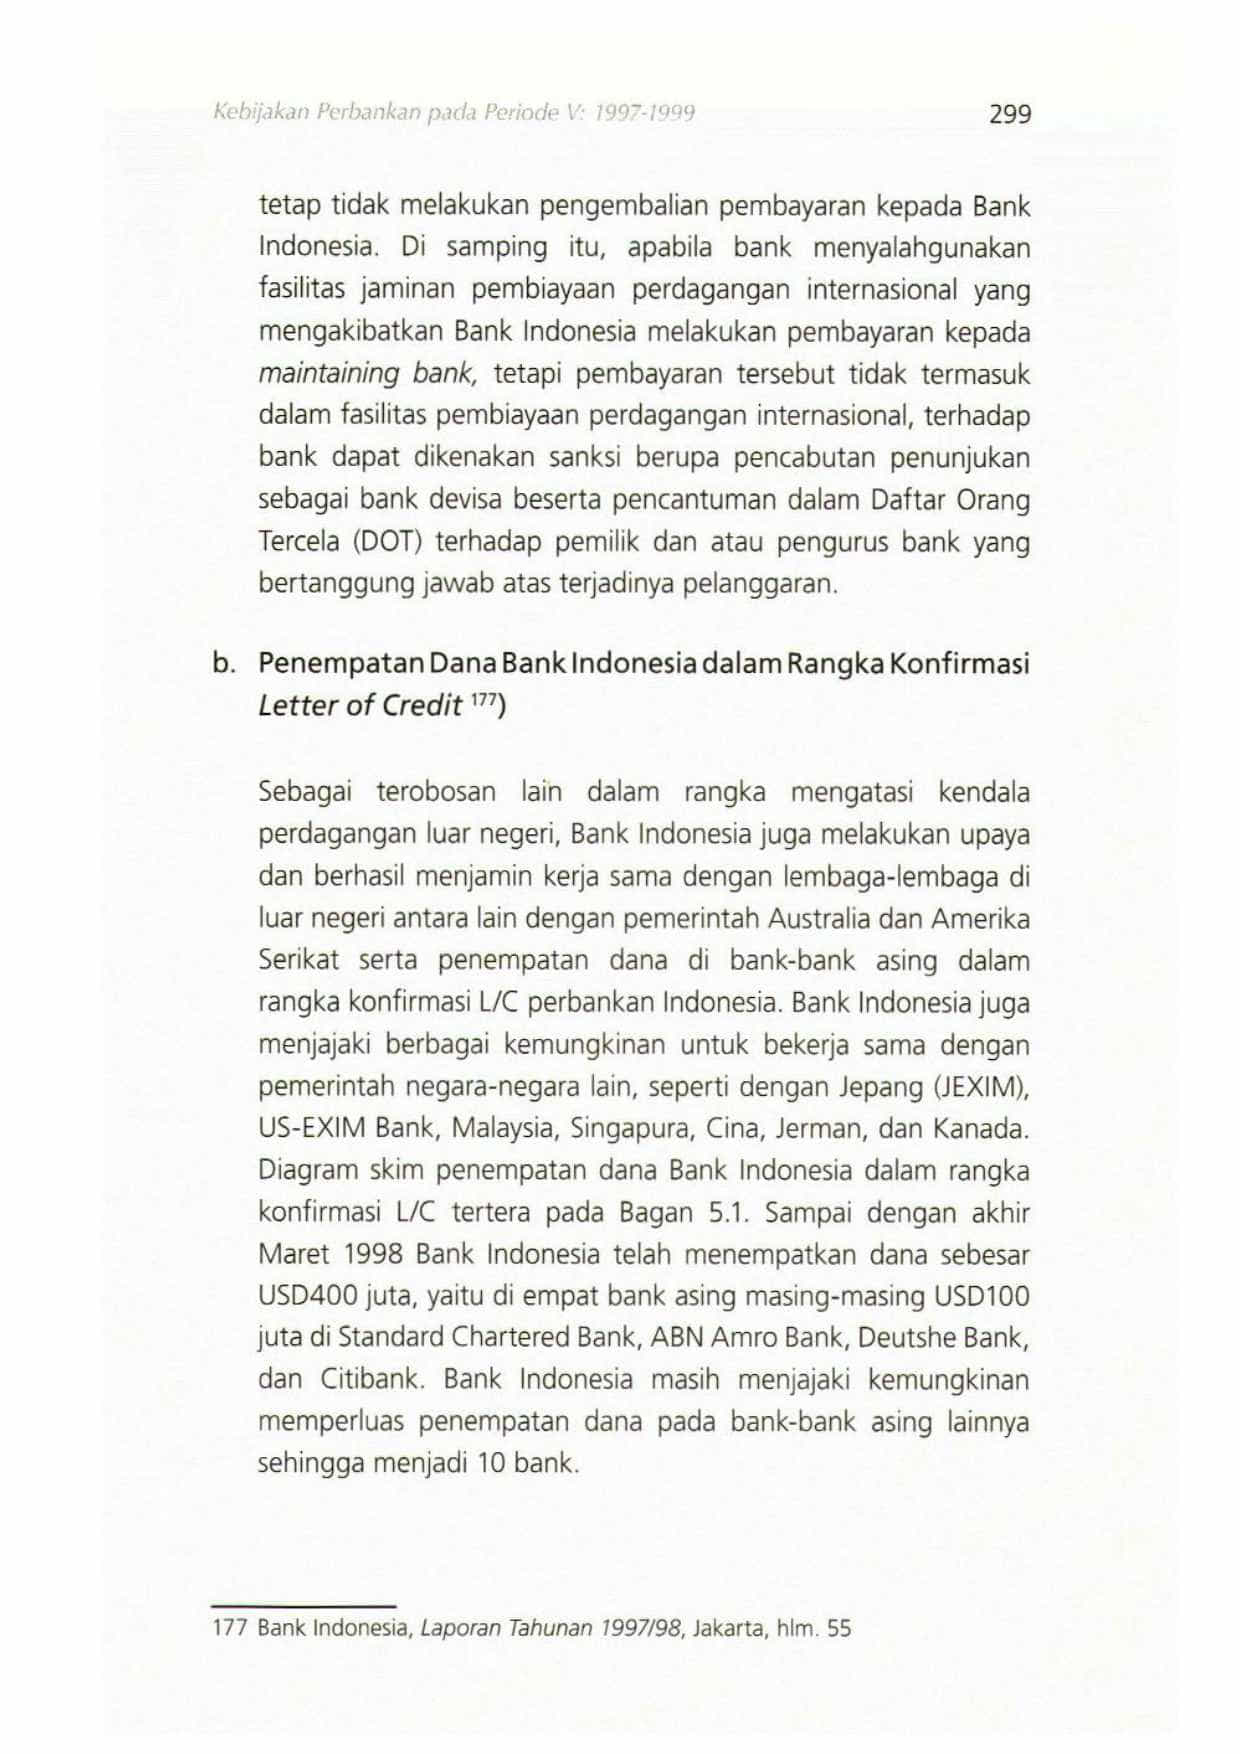 Kebijakan Perbankan pada Periode V: 1997-1999 299
tetap tidak melakukan pengembalian pembayaran kepada Bank
Indonesia. Di samping itu, apabila bank menyalahgunakan
fasilitas jaminan pembiayaan perdagangan internasional yang
mengakibatkan Bank Indonesia melakukan pembayaran kepada
maintaining bank, tetapi pembayaran tersebut tidak termasuk
dalam fasilitas pembiayaan perdagangan internasional, terhadap
bank dapat dikenakan sanksi berupa pencabutan penunjukan
sebagai bank devisa beserta pencantuman dalam Daftar Orang
Tercela (DOT) terhadap pemilik dan atau pengurus bank yang
bertanggung jawab atas terjadinya pelanggaran.
b. Penempatan Dana Bank Indonesia dalam Rangka Konfirmasi
Letter of Credit 177)
Sebagai terobosan lain dalam rangka mengatasi kendala
perdagangan luar negeri, Bank Indonesia juga melakukan upaya
dan berhasil menjamin kerja sama dengan lembaga-lembaga di
luar negeri antara lain dengan pemerintah Australia dan Amerika
Serikat serta penempatan dana di bank-bank asing dalam
rangka konfirmasi L/C perbankan Indonesia. Bank Indonesia juga
menjajaki berbagai kemungkinan untuk bekerja sama dengan
pemerintah negara-negara lain, seperti dengan Jepang (JEXIM),
US-EXIM Bank, Malaysia, Singapura, Cina, Jerman, dan Kanada.
Diagram skim penempatan dana Bank Indonesia dalam rangka
konfirmasi L/C tertera pada Bagan 5.1. Sampai dengan akhir
Maret 1998 Bank Indonesia telah menempatkan dana sebesar
USD400 juta, yaitu di empat bank asing masing-masing USD100
juta di Standard Chartered Bank, ABN Amro Bank, Deutshe Bank,
dan Citibank. Bank Indonesia masih menjajaki kemungkinan
memperluas penempatan dana pada bank-bank asing lainnya
sehingga menjadi 10 bank.
177 Bank Indonesia, Laporan Tahunan 1997/98, Jakarta, hlm. 55